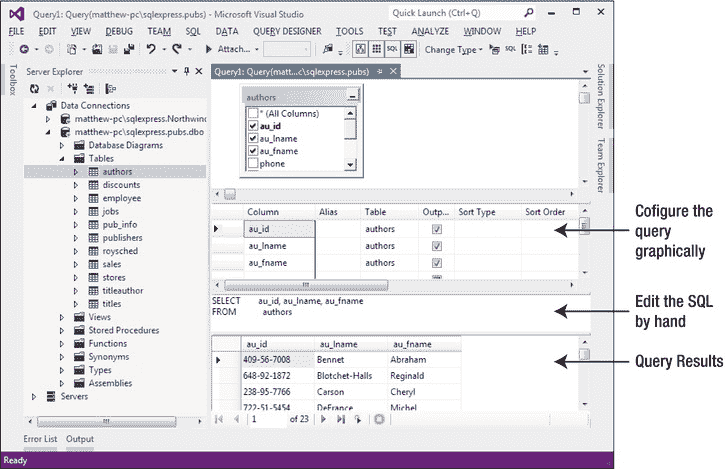 Query1: Query(matthew-pc\sqlexpress.pubs) - Microsoft Visual Studio
Quick Launch (Ctrl+Q)
FILE EDIT VIEW DEBUG TEAM SQL DATA QUERY DESIGNER TOOLS TEST ANALYZE WINDOW HELP
Attach... Change Type
Toolbox
Server Explorer
Query1: Query(matt...c\sqlexpress.pubs)
Solution Explorer
Team Explorer
Data Connections
matthew-pc\sqlexpress.Northwin
matthew-pc\sqlexpress.pubs.dbo
Database Diagrams
Tables
authors
discounts
employee
jobs
pub_info
publishers
roysched
sales
stores
titleauthor
titles
Views
Stored Procedures
Functions
Synonyms
Types
Assemblies
Servers
authors
* (All Columns)
au_id
au_lname
au_fname
phone
Column Alias Table Outp... Sort Type Sort Order
au_id authors
au_lname authors
au_fname authors
SELECT au_id, au_lname, au_fname
FROM authors
au_id au_lname au_fname
409-56-7008 Bennet Abraham
648-92-1872 Blotchet-Halls Reginald
238-95-7766 Carson Cheryl
722-51-5454 DeFrance Michel
1 of 23
Cofigure the
query
graphically
Edit the SQL
by hand
Query Results
Error List Output
Ready